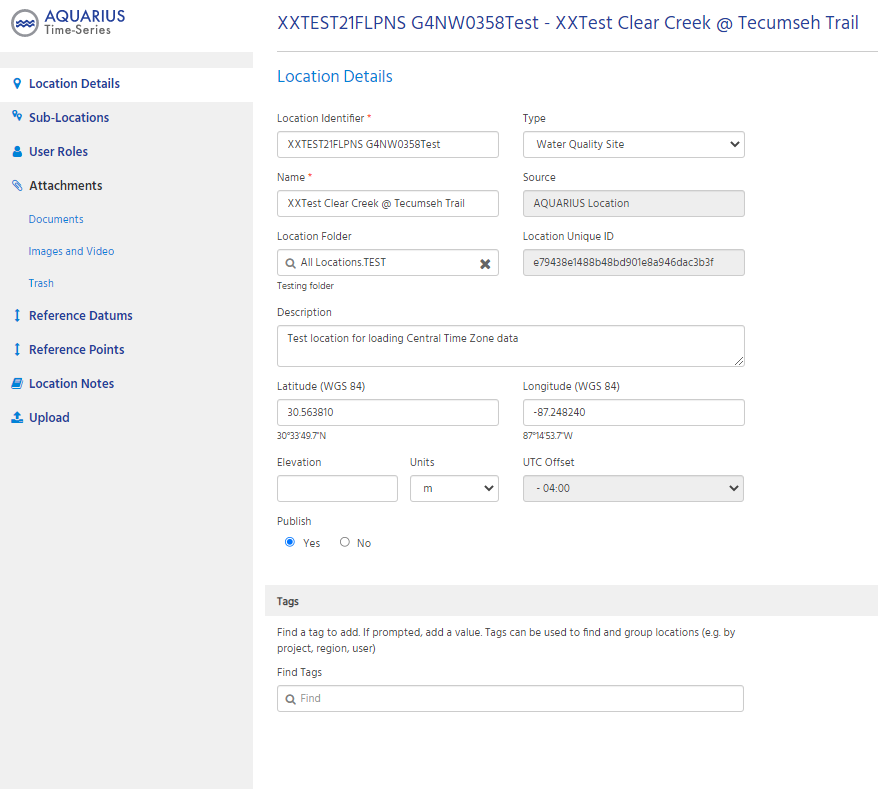 AQUARIUS
Time-Series
XXTEST21FLPNS G4NW0358Test - XXTest Clear Creek @ Tecumseh Trail
Location Details
Sub-Locations
User Roles
Attachments
Documents
Images and Video
Trash
Reference Datums
Reference Points
Location Notes
Upload
Location Details
Location Identifier *
Type
XXTEST21FLPNS G4NW0358Test
Water Quality Site
Name *
Source
XXTest Clear Creek @ Tecumseh Trail
AQUARIUS Location
Location Folder
Location Unique ID
All Locations.TEST
e79438e1488b48bd901e8a946dac3b3f
Testing folder
Description
Test location for loading Central Time Zone data
Latitude (WGS 84)
Longitude (WGS 84)
30.563810
-87.248240
30°33'49.7"N
87°14'53.7"W
Elevation
Units
UTC Offset
m
- 04:00
Publish
Yes
No
Tags
Find a tag to add. If prompted, add a value. Tags can be used to find and group locations (e.g. by
project, region, user)
Find Tags
Find